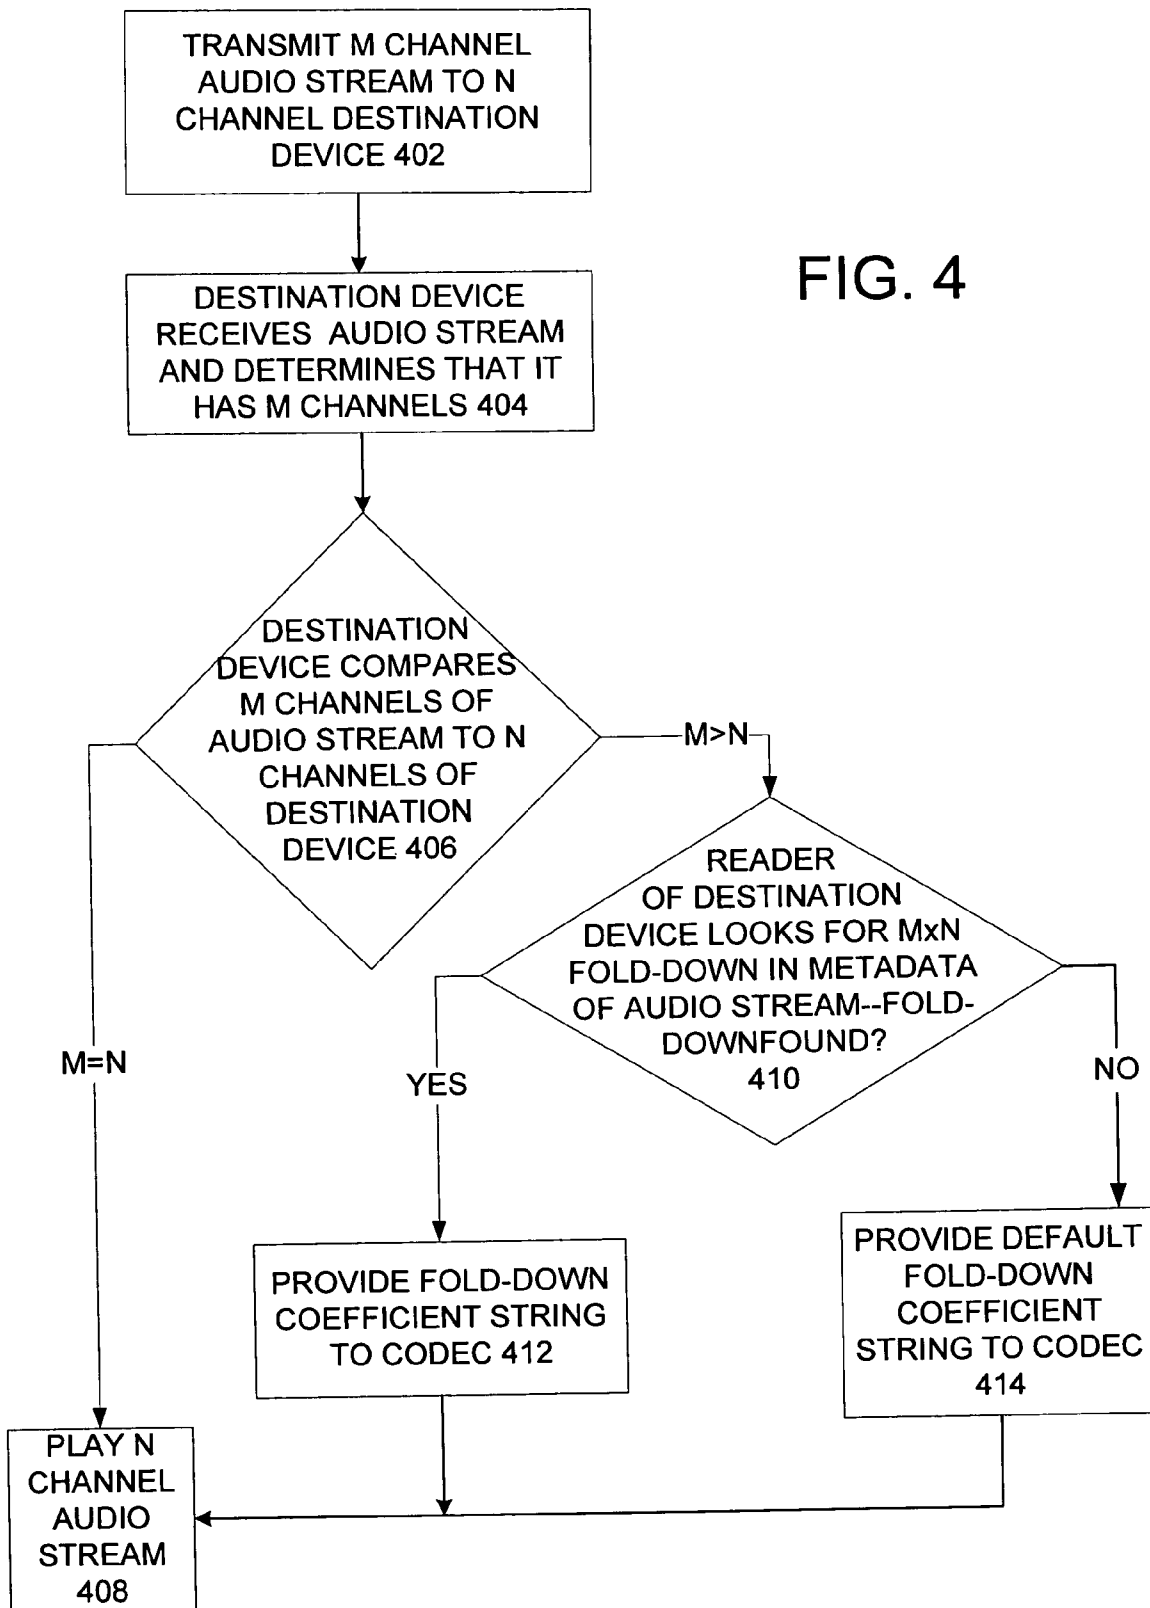 TRANSMIT M CHANNEL
AUDIO STREAM TO N
CHANNEL DESTINATION
DEVICE 402
FIG. 4
DESTINATION DEVICE
RECEIVES AUDIO STREAM
AND DETERMINES THAT IT
HAS M CHANNELS 404
DESTINATION
DEVICE COMPARES
M CHANNELS OF
AUDIO STREAM TO N
CHANNELS OF
DESTINATION
DEVICE 406
M>N
READER
OF DESTINATION
DEVICE LOOKS FOR MxN
FOLD-DOWN IN METADATA
OF AUDIO STREAM--FOLD-
DOWNFOUND?
410
M=N
YES
NO
PROVIDE FOLD-DOWN
COEFFICIENT STRING
TO CODEC 412
PROVIDE DEFAULT
FOLD-DOWN
COEFFICIENT
STRING TO CODEC
414
PLAY N
CHANNEL
AUDIO
STREAM
408